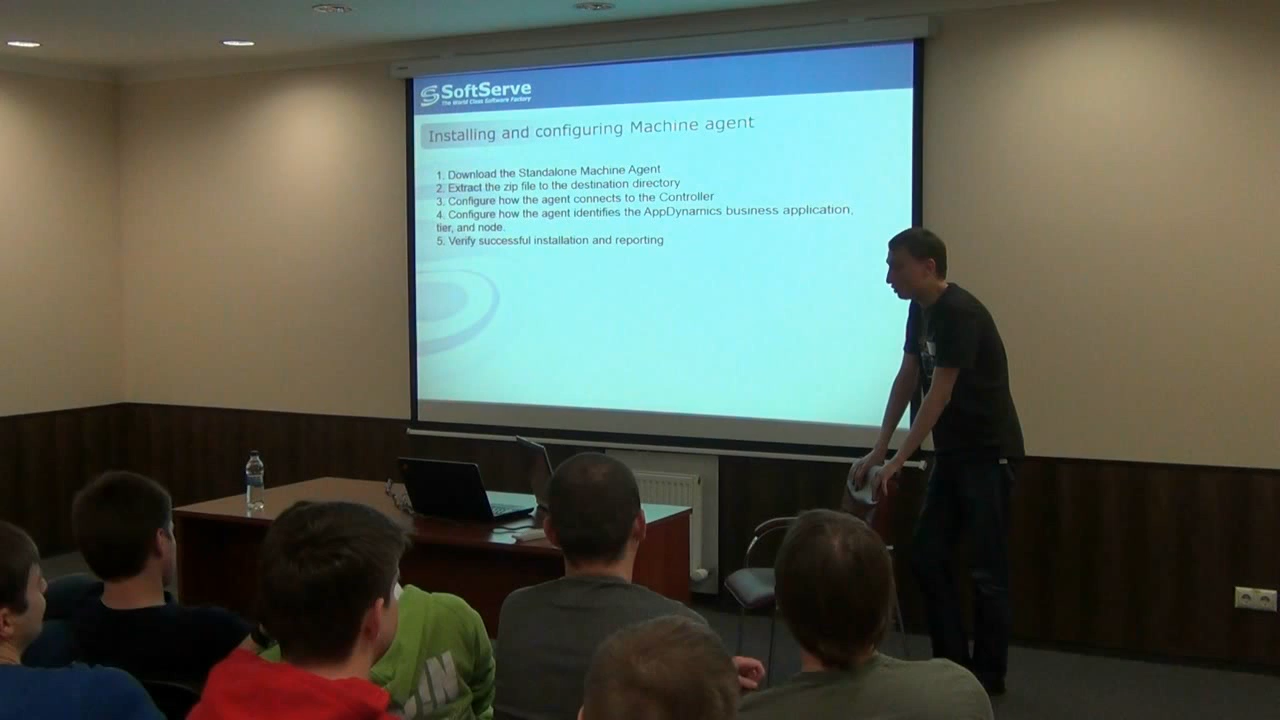 SoftServe
The World Class Software Factory
Installing and configuring Machine agent
1. Download the Standalone Machine Agent
2. Extract the zip file to the destination directory
3. Configure how the agent connects to the Controller
4. Configure how the agent identifies the AppDynamics business application,
tier, and node.
5. Verify successful installation and reporting